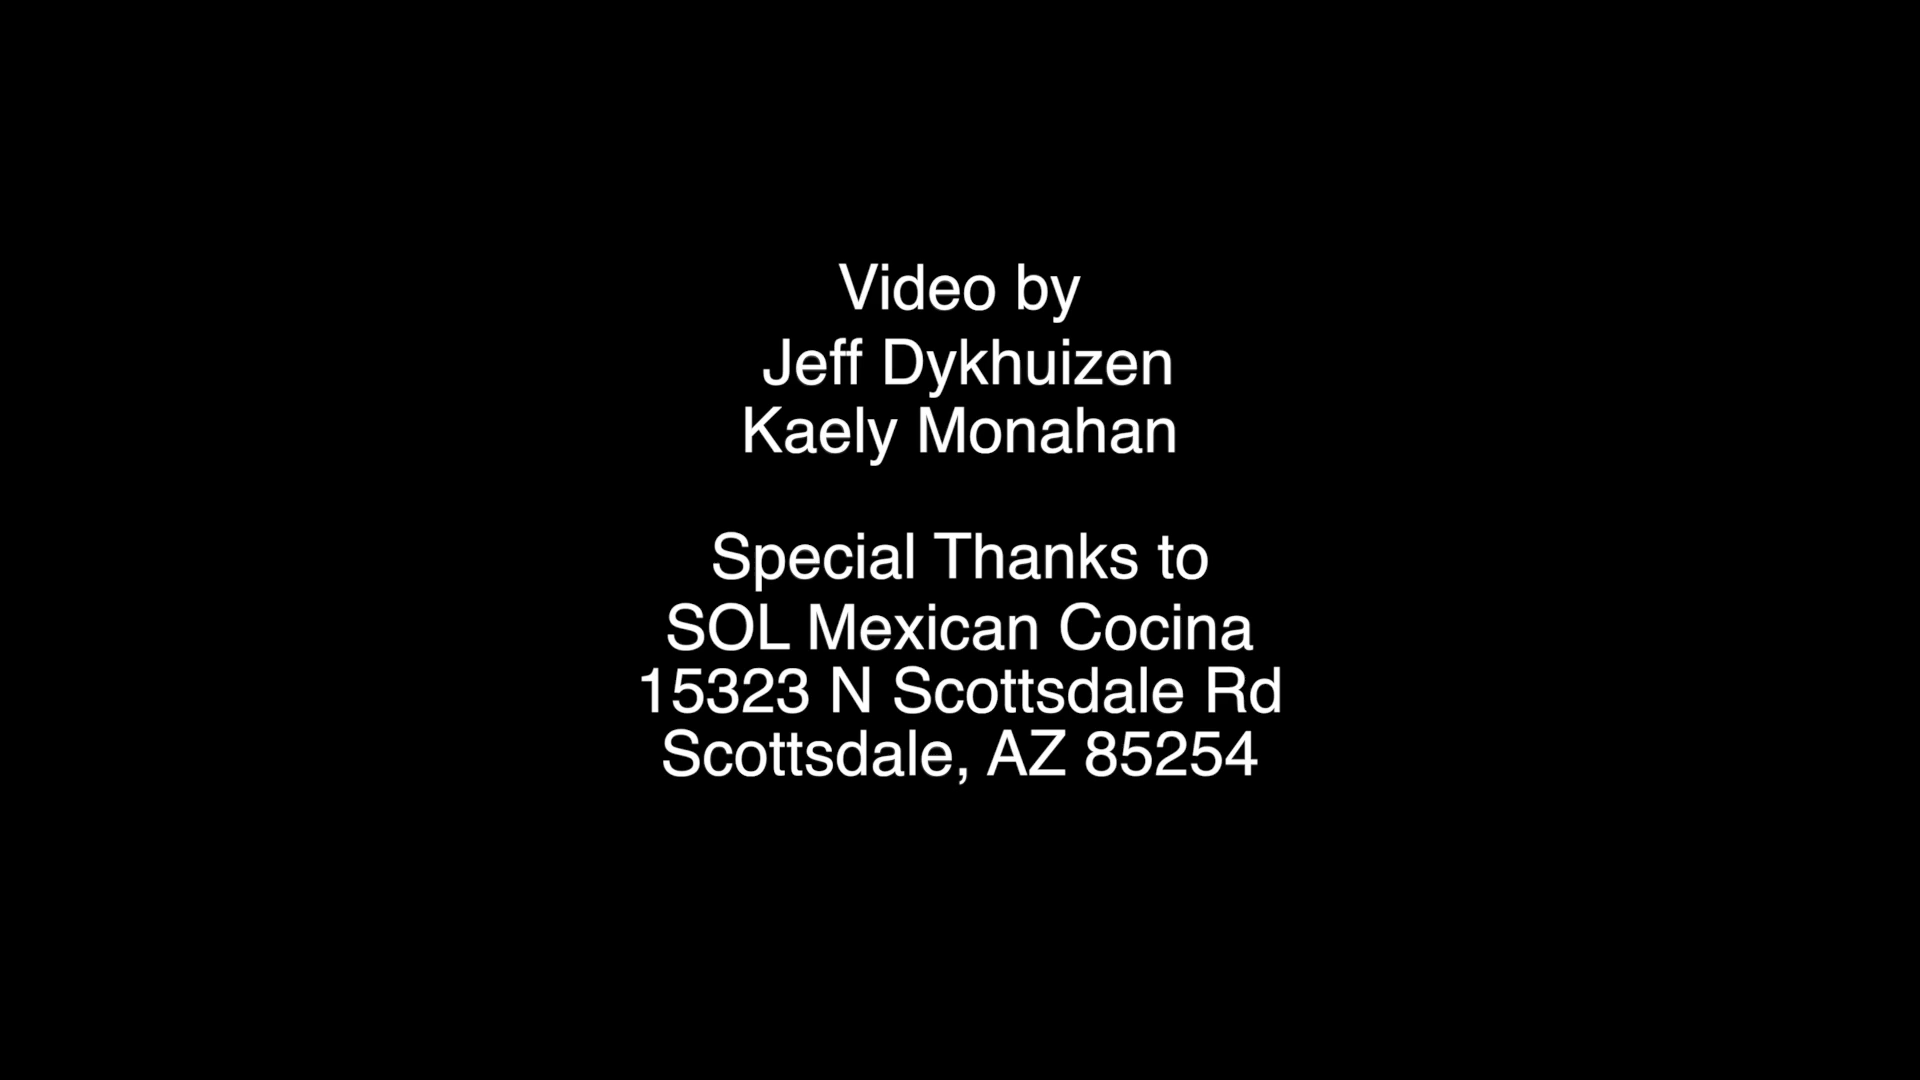 Video by
Jeff Dykhuizen
Kaely Monahan
Special Thanks to
SOL Mexican Cocina
15323 N Scottsdale Rd
Scottsdale, AZ 85254